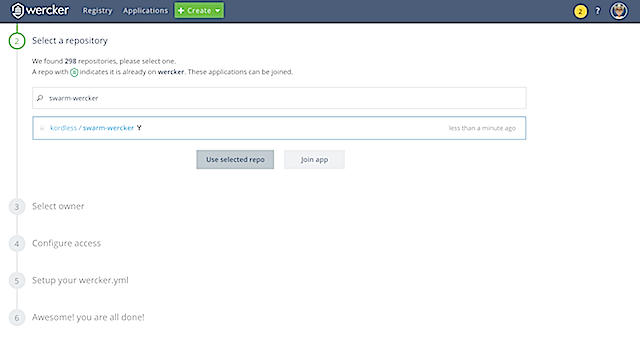 wercker Registry Applications + Create 2 ?
2 Select a repository
We found 298 repositories, please select one.
A repo with indicates it is already on wercker. These applications can be joined.
swarm-wercker
kordless / swarm-wercker less than a minute ago
Use selected repo Join app
3 Select owner
4 Configure access
5 Setup your wercker.yml
6 Awesome! you are all done!